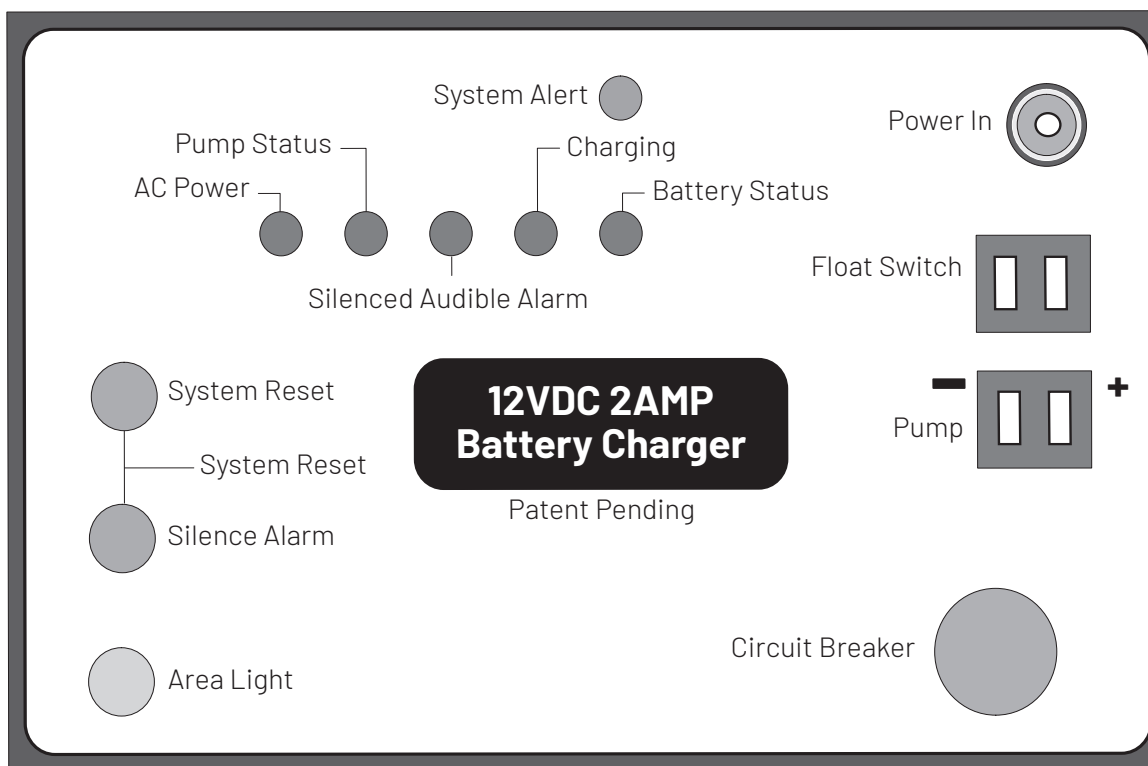 System Alert
Power In
Pump Status
Charging
AC Power
Battery Status
Float Switch
Silenced Audible Alarm
System Reset
12VDC 2AMP
Battery Charger
- +
Pump
System Reset
Patent Pending
Silence Alarm
Circuit Breaker
Area Light